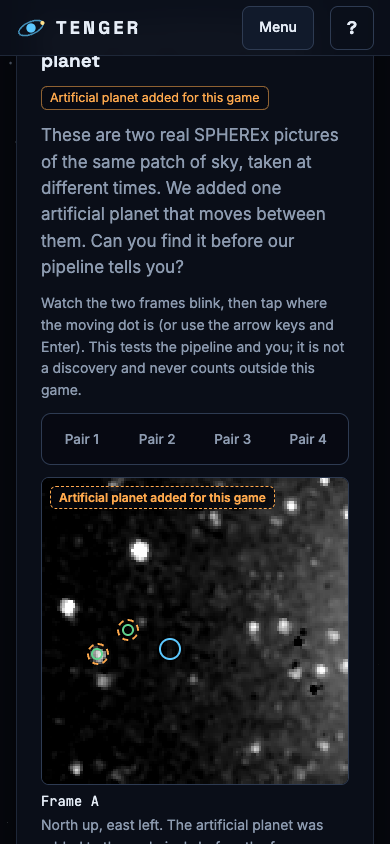 TENGER
Menu
?
planet
Artificial planet added for this game
These are two real SPHEREx pictures
of the same patch of sky, taken at
different times. We added one
artificial planet that moves between
them. Can you find it before our
pipeline tells you?
Watch the two frames blink, then tap where
the moving dot is (or use the arrow keys and
Enter). This tests the pipeline and you; it is not
a discovery and never counts outside this
game.
Pair 1
Pair 2
Pair 3
Pair 4
Artificial planet added for this game
Frame A
North up, east left. The artificial planet was